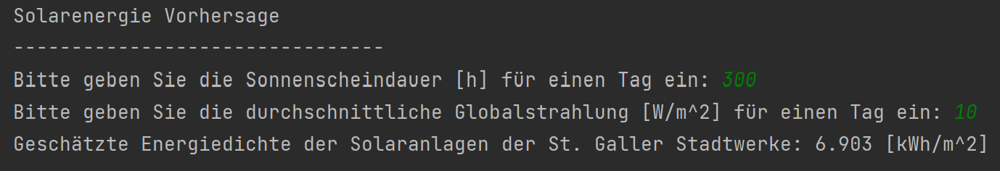 Solarenergie Vorhersage
--------------------------------
Bitte geben Sie die Sonnenscheindauer [h] für einen Tag ein: 300
Bitte geben Sie die durchschnittliche Globalstrahlung [W/m^2] für einen Tag ein: 10
Geschätzte Energiedichte der Solaranlagen der St. Galler Stadtwerke: 6.903 [kWh/m^2]